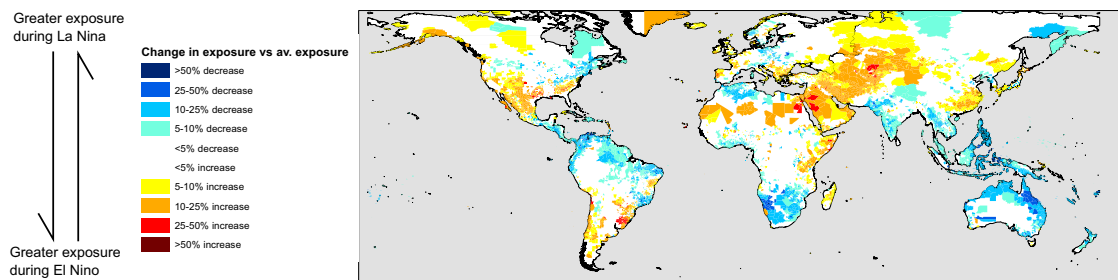 Greater exposure
during La Nina
Change in exposure vs av. exposure
>50% decrease
25-50% decrease
10-25% decrease
5-10% decrease
<5% decrease
<5% increase
5-10% increase
10-25% increase
25-50% increase
>50% increase
Greater exposure
during El Nino